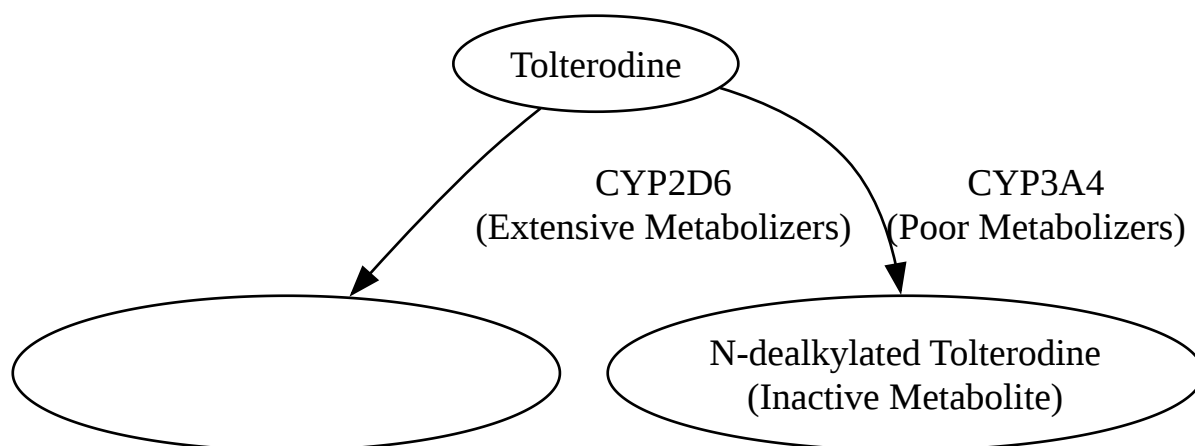 Tolterodine
CYP2D6
(Extensive Metabolizers)
CYP3A4
(Poor Metabolizers)
N-dealkylated Tolterodine
(Inactive Metabolite)